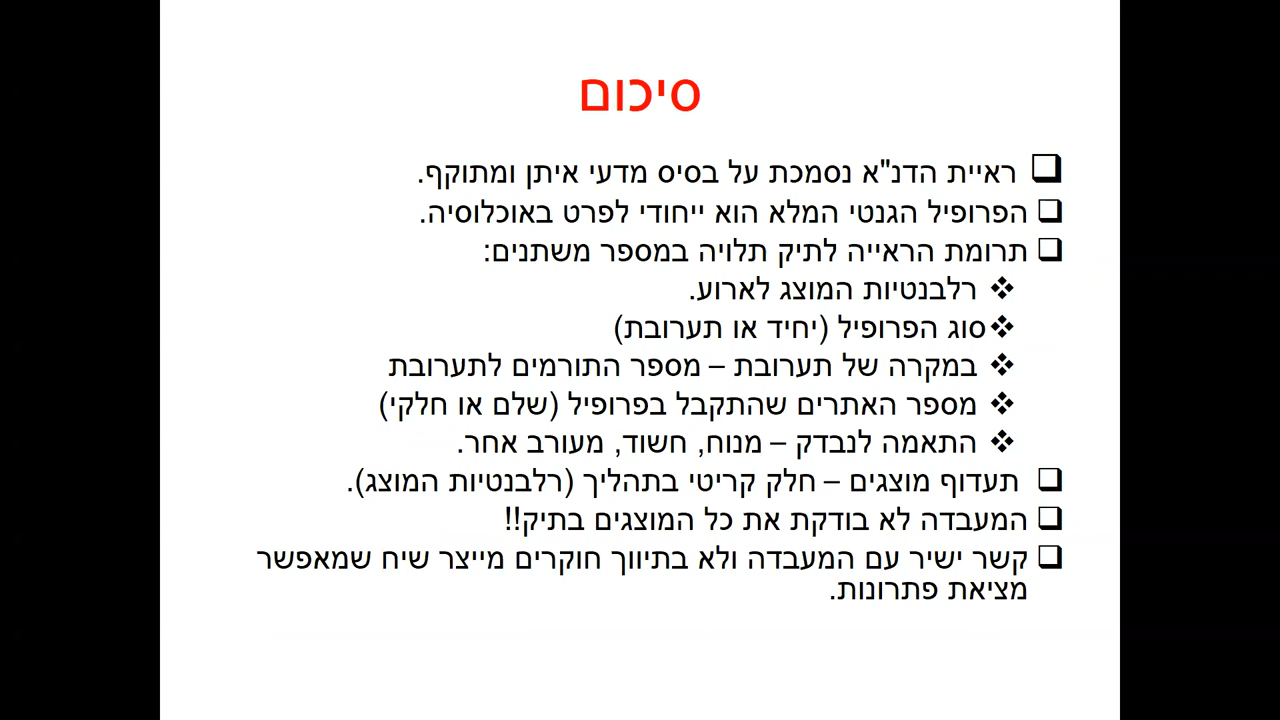 סיכום
ראיית הדנ"א נסמכת על בסיס מדעי איתן ומתוקף.
הפרופיל הגנטי המלא הוא ייחודי לפרט באוכלוסיה.
תרומת הראייה לתיק תלויה במספר משתנים:
רלבנטיות המוצג לארוע.
סוג הפרופיל (יחיד או תערובת)
במקרה של תערובת – מספר התורמים לתערובת
מספר האתרים שהתקבל בפרופיל (שלם או חלקי)
התאמה לנבדק – מנוח, חשוד, מעורב אחר.
תעדוף מוצגים – חלק קריטי בתהליך (רלבנטיות המוצג).
המעבדה לא בודקת את כל המוצגים בתיק!!
קשר ישיר עם המעבדה ולא בתיווך חוקרים מייצר שיח שמאפשר
מציאת פתרונות.